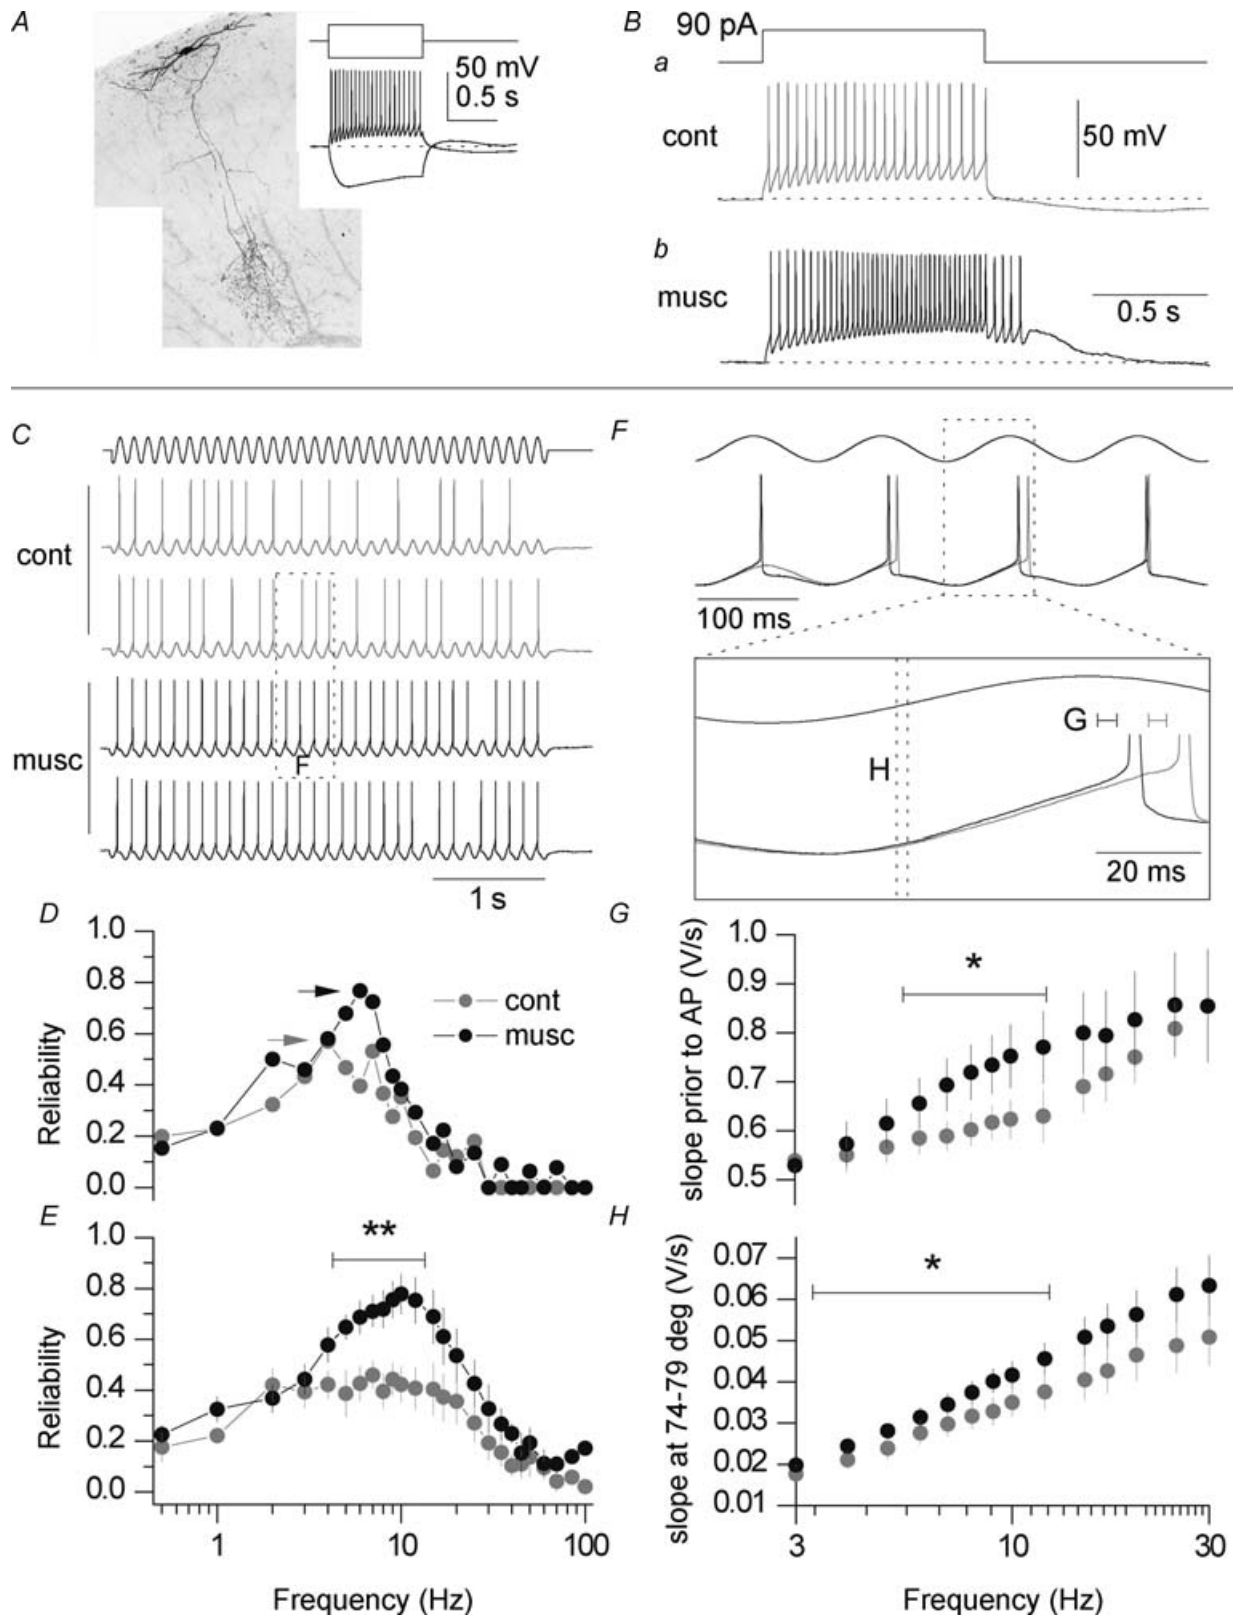 A
50 mV
0.5 s
B
90 pA
a
cont
50 mV
b
musc
0.5 s
C
cont
musc
F
1 s
F
100 ms
G
H
20 ms
D
1.0
0.8
0.6
0.4
0.2
0.0
Reliability
cont
musc
E
**
1.0
0.8
0.6
0.4
0.2
0.0
Reliability
1
10
100
Frequency (Hz)
G
*
1.0
0.9
0.8
0.7
0.6
0.5
slope prior to AP (V/s)
H
*
0.07
0.06
0.05
0.04
0.03
0.02
0.01
slope at 74-79 deg (V/s)
3
10
30
Frequency (Hz)